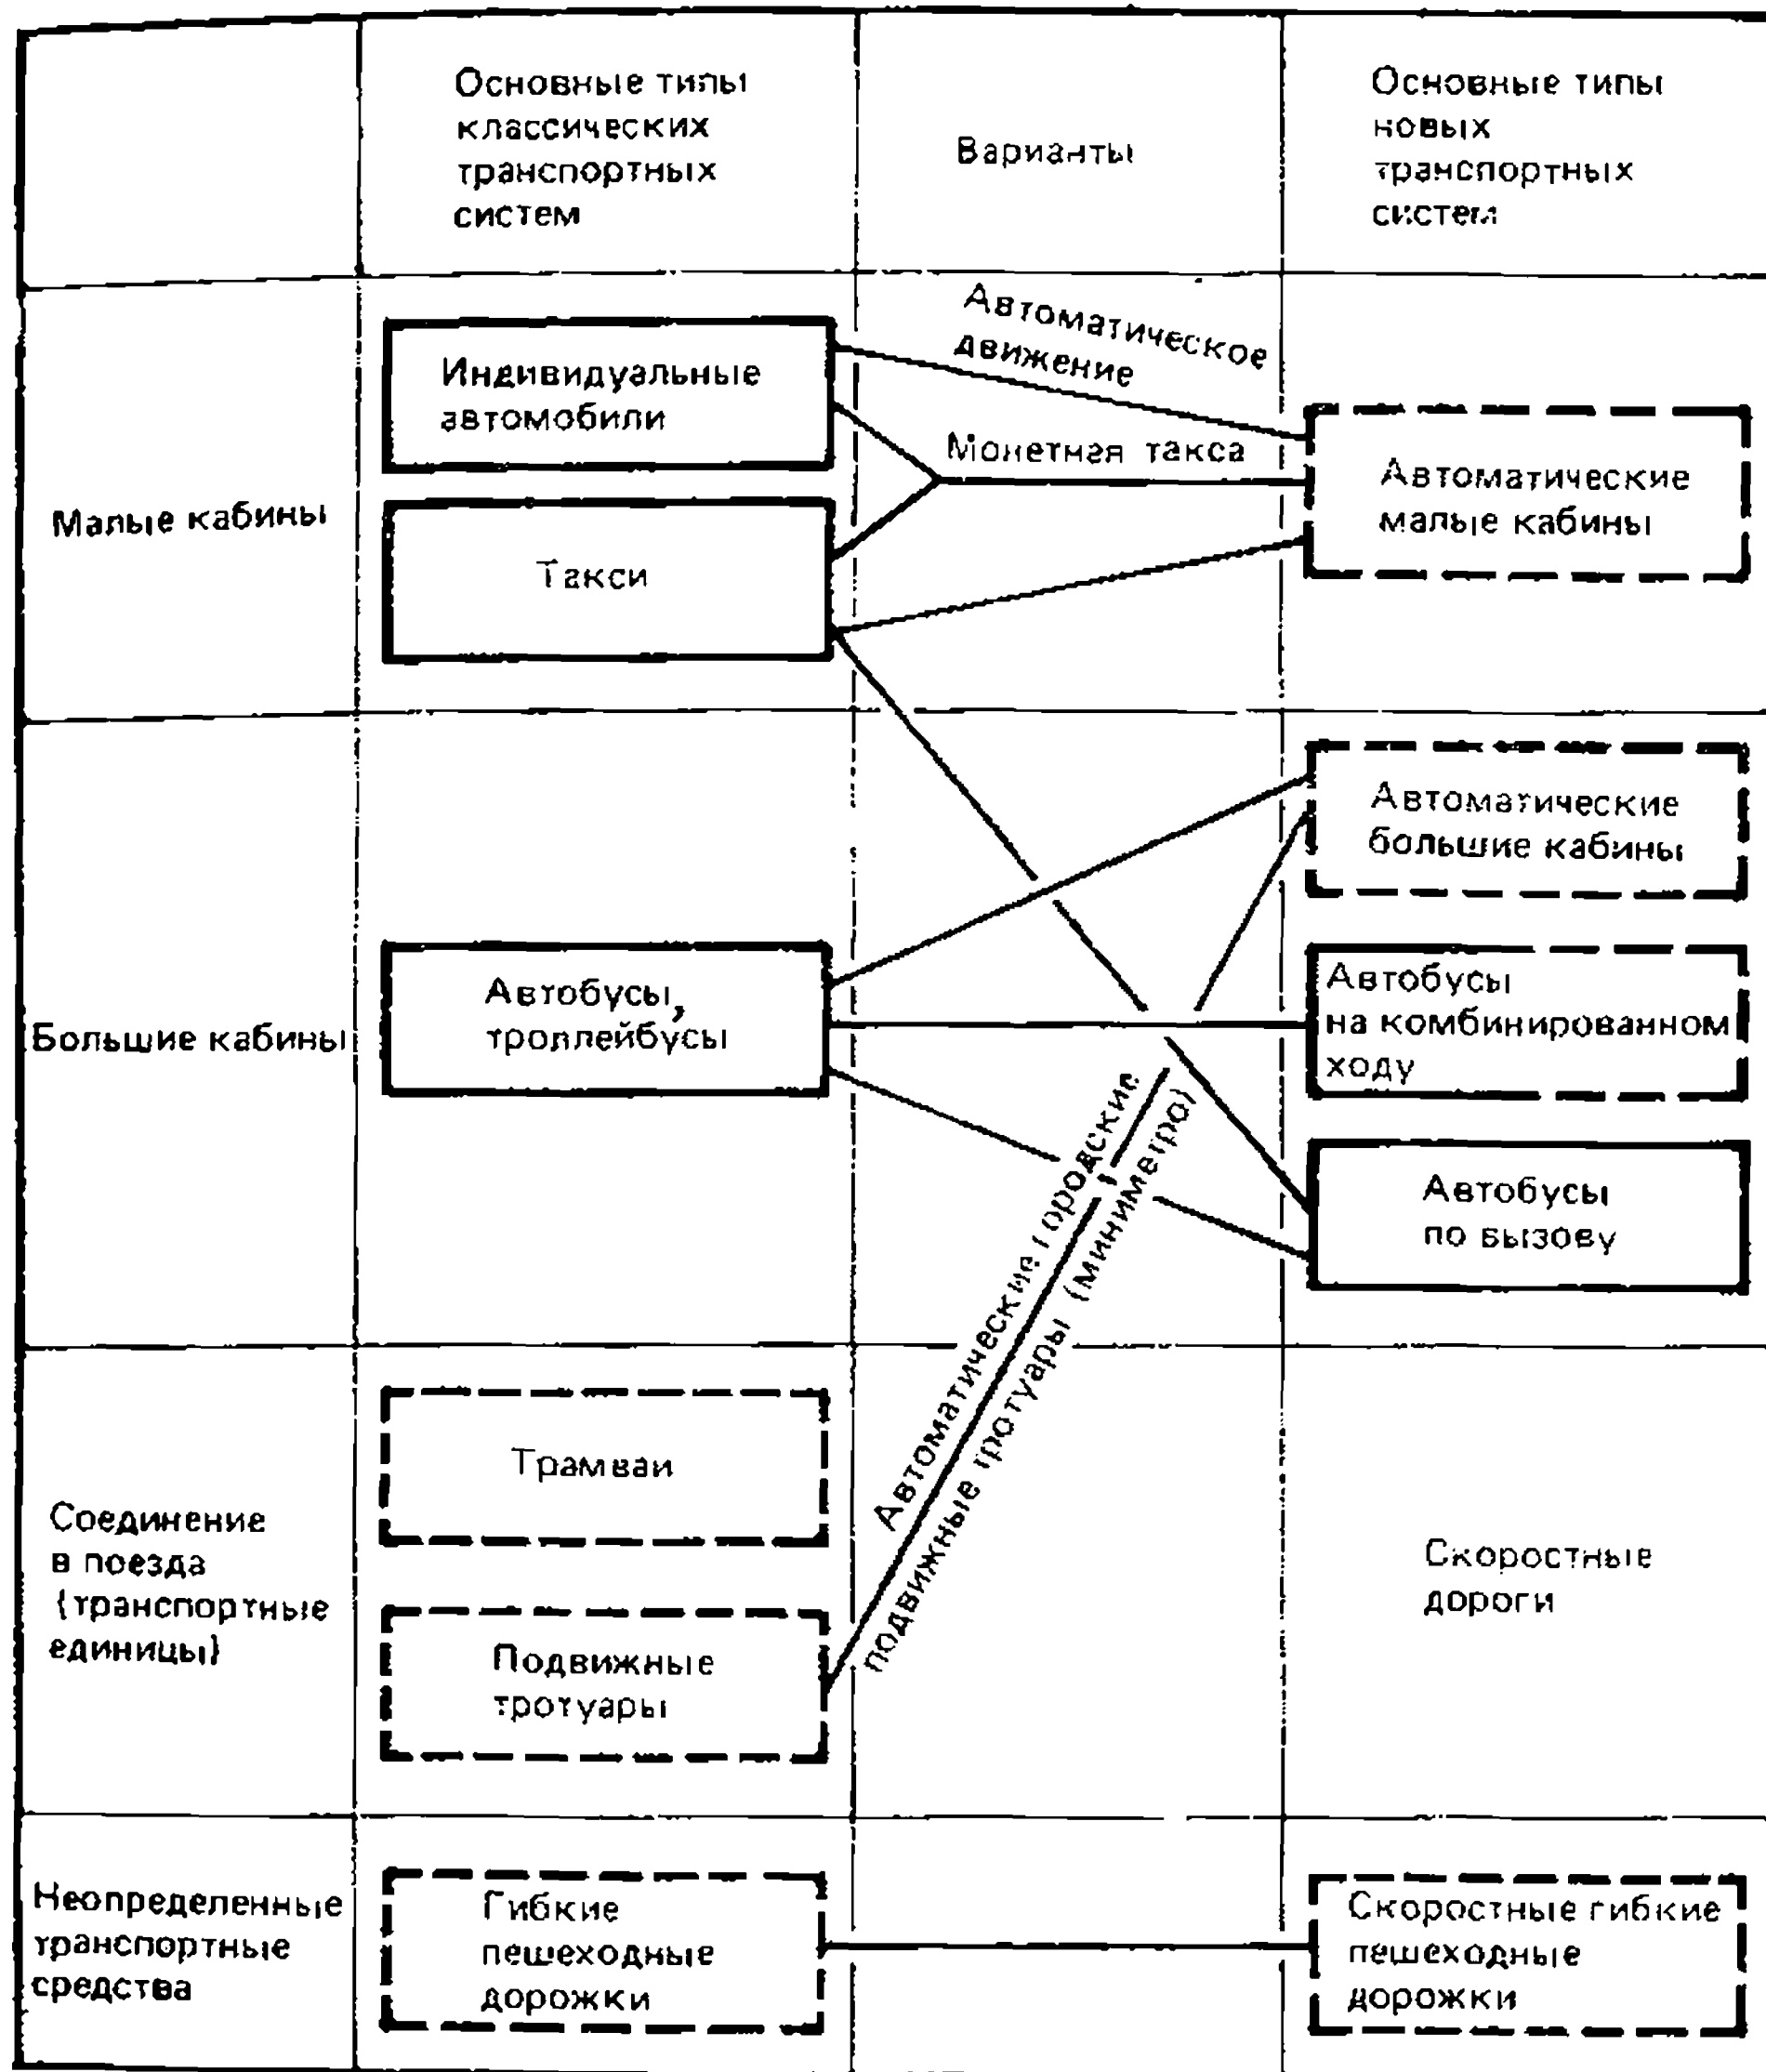 Основные типы
классических
транспортных
систем
Варианты
Основные типы
новых
транспортных
систем
Малые кабины
Индивидуальные
автомобили
Такси
Автоматическое
движение
Монетная такса
Автоматические
малые кабины
Большие кабины
Автобусы,
троллейбусы
Автоматические
большие кабины
Автобусы
на комбинированном
ходу
Автобусы
по вызову
Соединение
в поезда
(транспортные
единицы)
Трамваи
Подвижные
тротуары
Автоматические городские
подвижные тротуары (миниметро)
Скоростные
дороги
Неопределенные
транспортные
средства
Гибкие
пешеходные
дорожки
Скоростные гибкие
пешеходные
дорожки